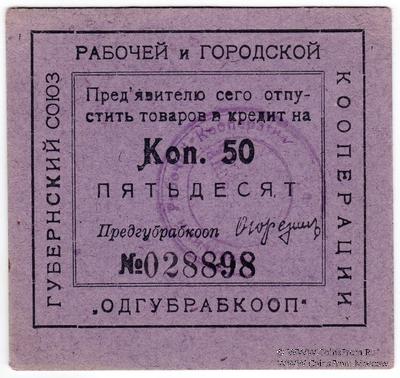 ГУБЕРНСКИЙ СОЮЗ
РАБОЧЕЙ и ГОРОДСКОЙ
КООПЕРАЦИИ
Пред'явителю сего отпу-
стить товаров в кредит на
Коп. 50
ПЯТЬДЕСЯТ
Предгубрабкооп
№028898
„ОДГУБРАБКООП“